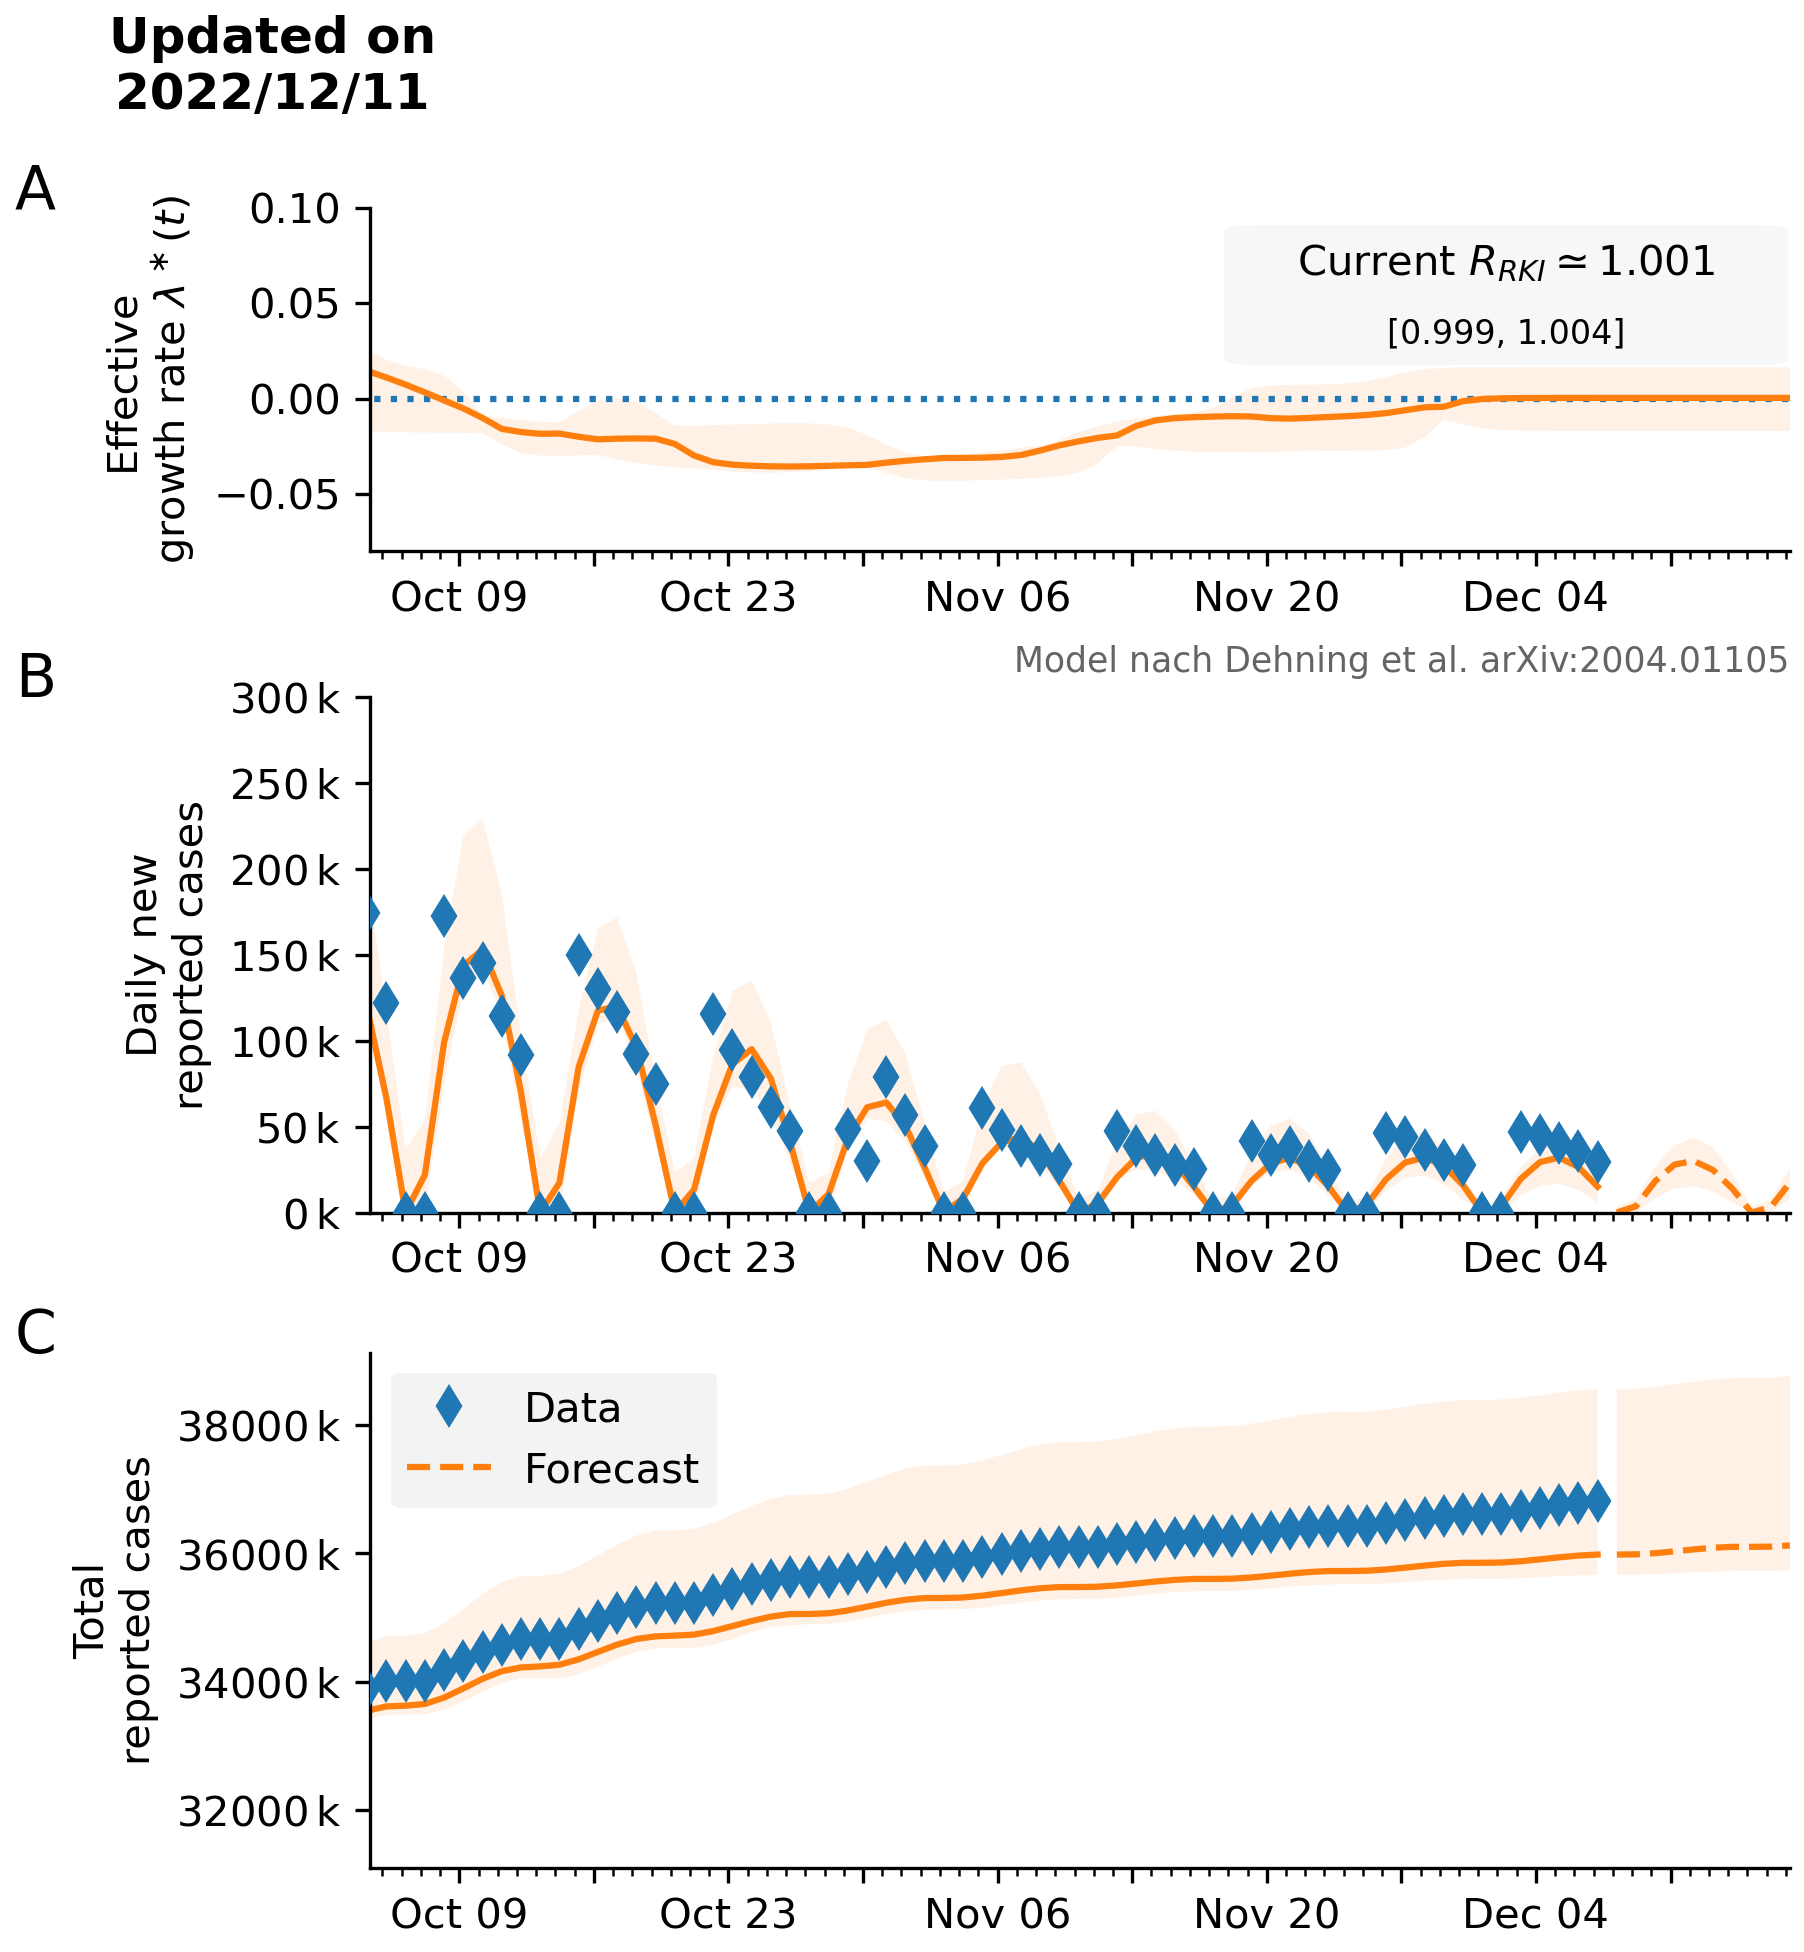 Updated on
2022/12/11
A
Effective
growth rate λ * (t)
0.10
0.05
0.00
−0.05
Current R_RKI ≃ 1.001
[0.999, 1.004]
Oct 09 Oct 23 Nov 06 Nov 20 Dec 04
Model nach Dehning et al. arXiv:2004.01105
B
Daily new
reported cases
300 k
250 k
200 k
150 k
100 k
50 k
0 k
Oct 09 Oct 23 Nov 06 Nov 20 Dec 04
C
Total
reported cases
38000 k
36000 k
34000 k
32000 k
Data
Forecast
Oct 09 Oct 23 Nov 06 Nov 20 Dec 04